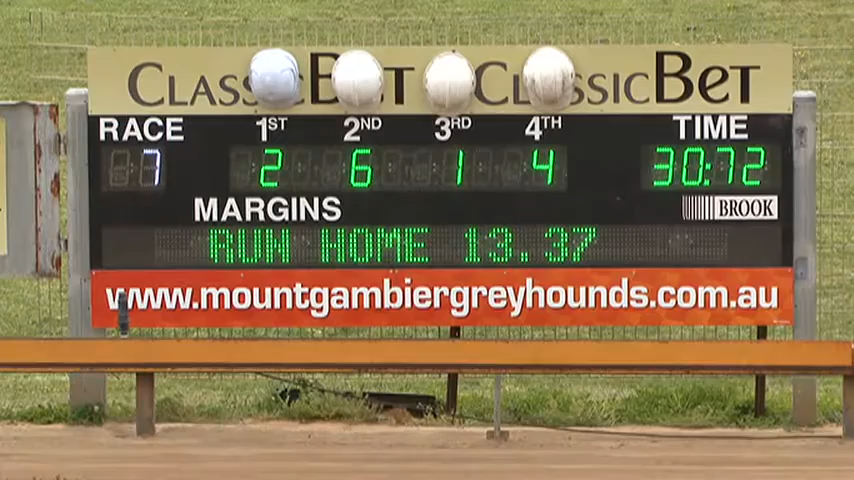 CLASSICBET CLASSICBET
RACE 1ST 2ND 3RD 4TH TIME
7 2 6 1 4 30:72
MARGINS BROOK
RUN HOME 13.37
www.mountgambiergreyhounds.com.au